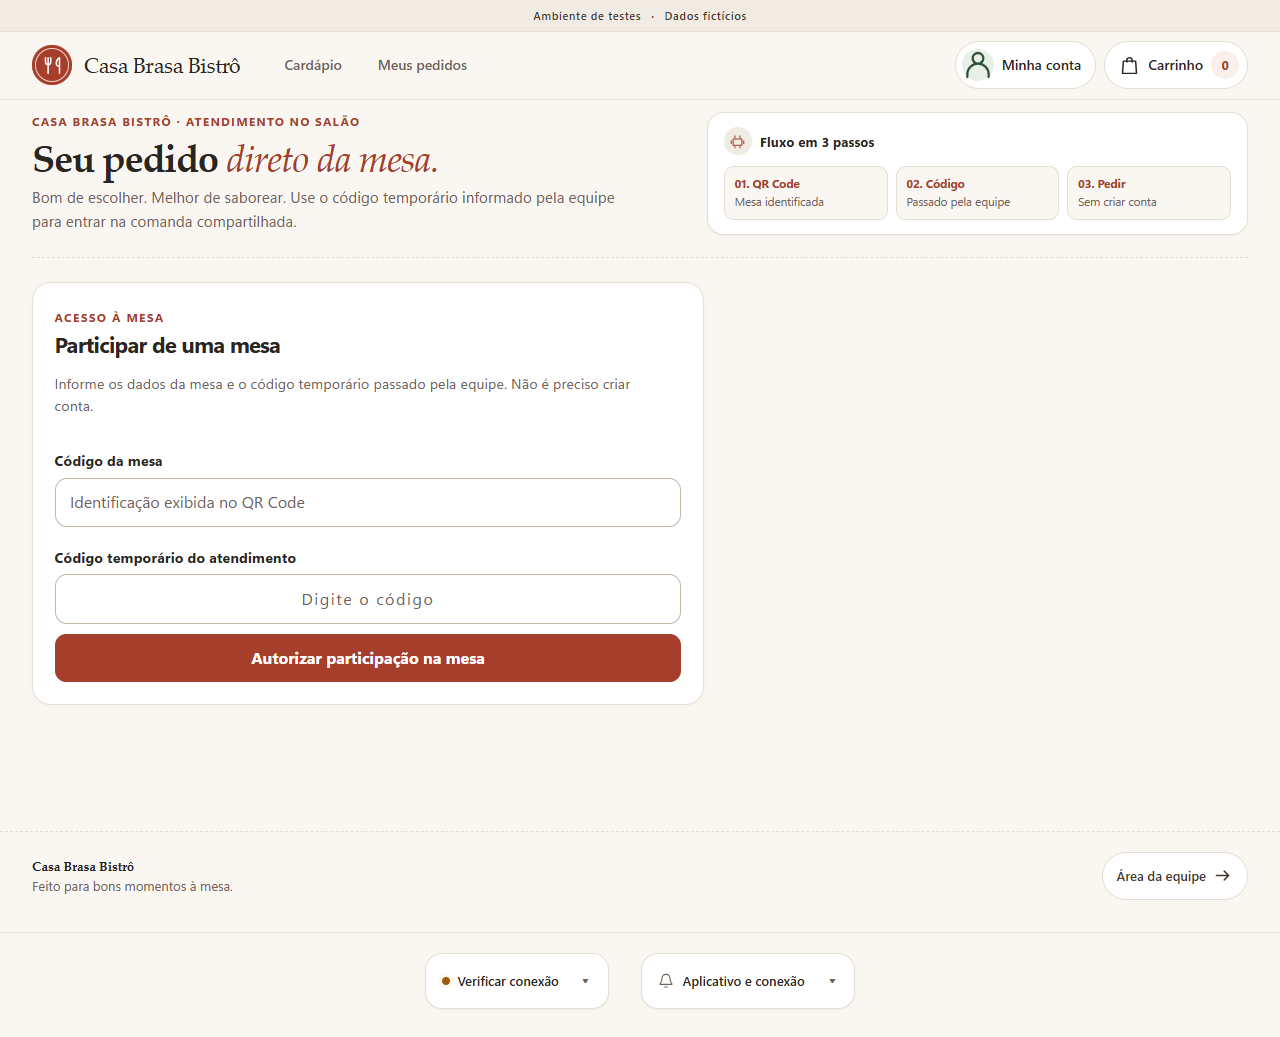 Ambiente de testes · Dados fictícios
Casa Brasa Bistrô
Cardápio
Meus pedidos
Minha conta
Carrinho
0
CASA BRASA BISTRÔ · ATENDIMENTO NO SALÃO
Seu pedido direto da mesa.
Bom de escolher. Melhor de saborear. Use o código temporário informado pela equipe
para entrar na comanda compartilhada.
Fluxo em 3 passos
01. QR Code
Mesa identificada
02. Código
Passado pela equipe
03. Pedir
Sem criar conta
ACESSO À MESA
Participar de uma mesa
Informe os dados da mesa e o código temporário passado pela equipe. Não é preciso criar
conta.
Código da mesa
Identificação exibida no QR Code
Código temporário do atendimento
Digite o código
Autorizar participação na mesa
Casa Brasa Bistrô
Feito para bons momentos à mesa.
Área da equipe
Verificar conexão
Aplicativo e conexão